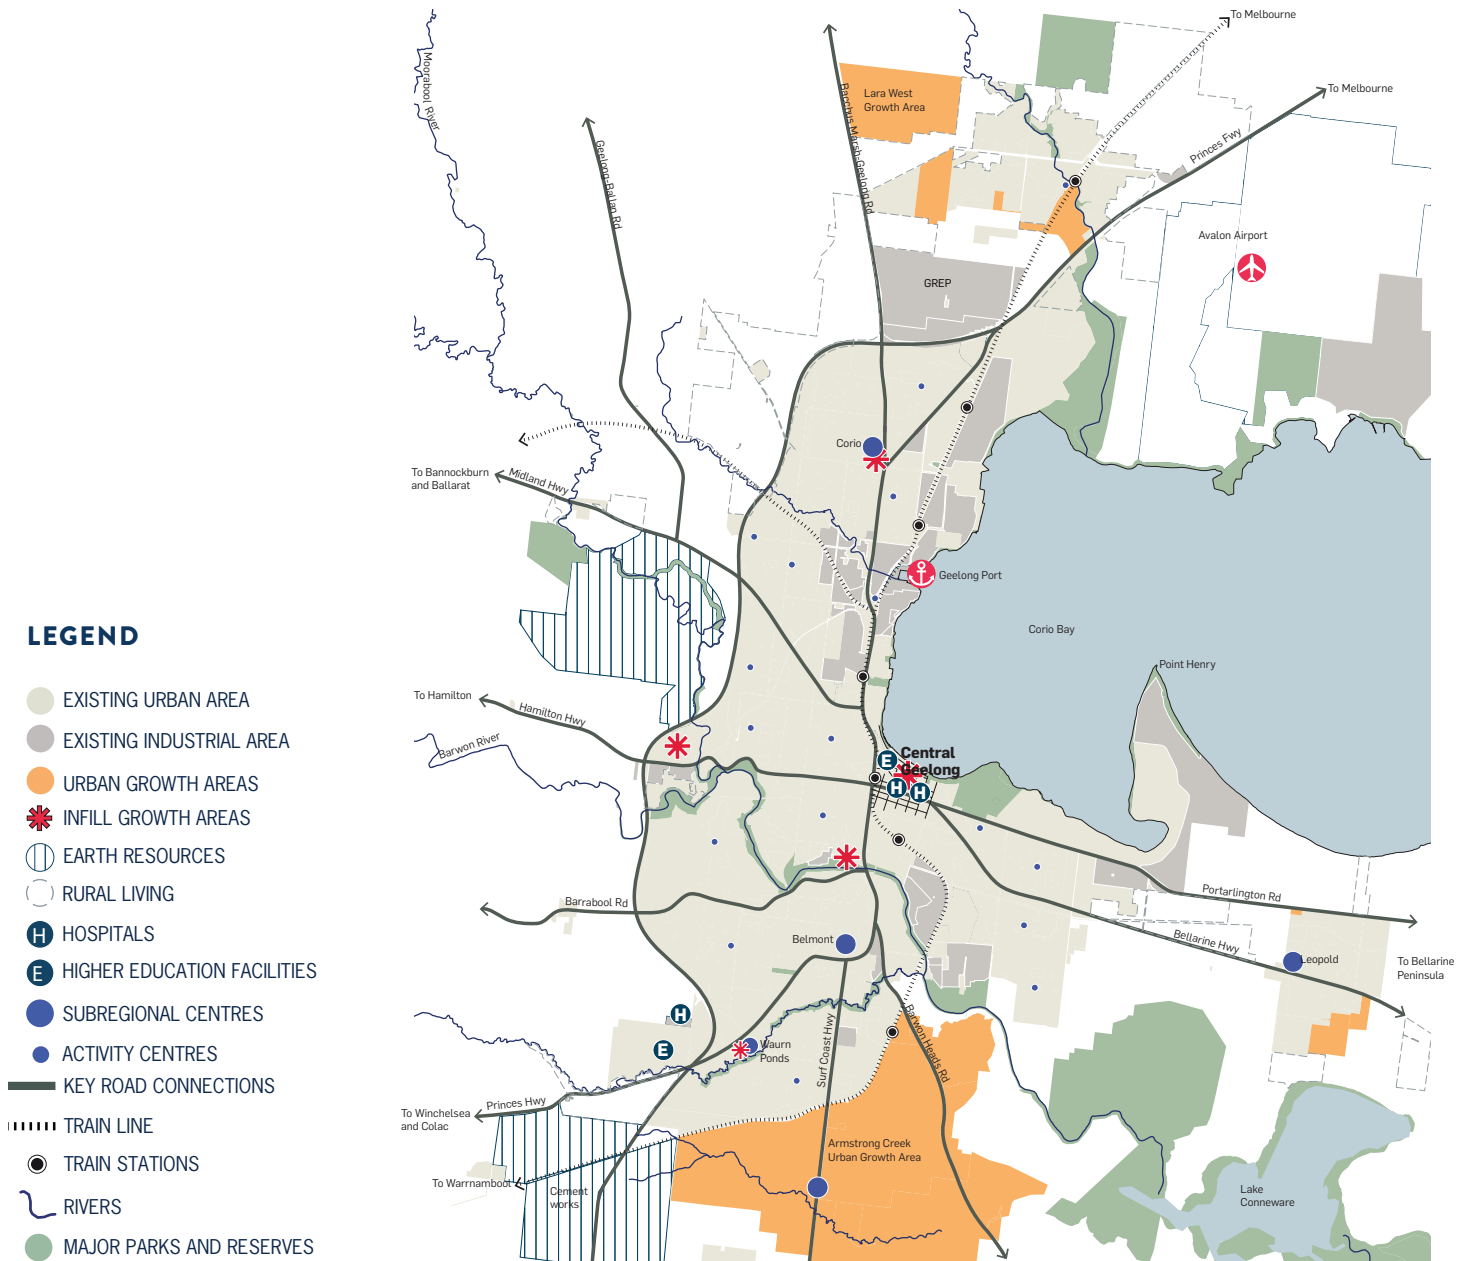 To Melbourne
To Melbourne
Princes Fwy
Moorabool River
Geelong-Ballan Rd
Bacchus Marsh-Geelong Rd
Lara West
Growth Area
Avalon Airport
GREP
Corio
To Bannockburn
and Ballarat
Midland Hwy
Geelong Port
Corio Bay
Point Henry
To Hamilton
Hamilton Hwy
Barwon River
E
Central
Geelong
H
H
Barrabool Rd
Portarlington Rd
Bellarine Hwy
Belmont
Leopold
To Bellarine
Peninsula
H
E
Waurn
Ponds
Surf Coast Hwy
Barwon Heads Rd
Princes Hwy
To Winchelsea
and Colac
Armstrong Creek
Urban Growth Area
To Warrnambool
Cement
works
Lake
Conneware
LEGEND
EXISTING URBAN AREA
EXISTING INDUSTRIAL AREA
URBAN GROWTH AREAS
INFILL GROWTH AREAS
EARTH RESOURCES
RURAL LIVING
H HOSPITALS
E HIGHER EDUCATION FACILITIES
SUBREGIONAL CENTRES
ACTIVITY CENTRES
KEY ROAD CONNECTIONS
TRAIN LINE
TRAIN STATIONS
RIVERS
MAJOR PARKS AND RESERVES